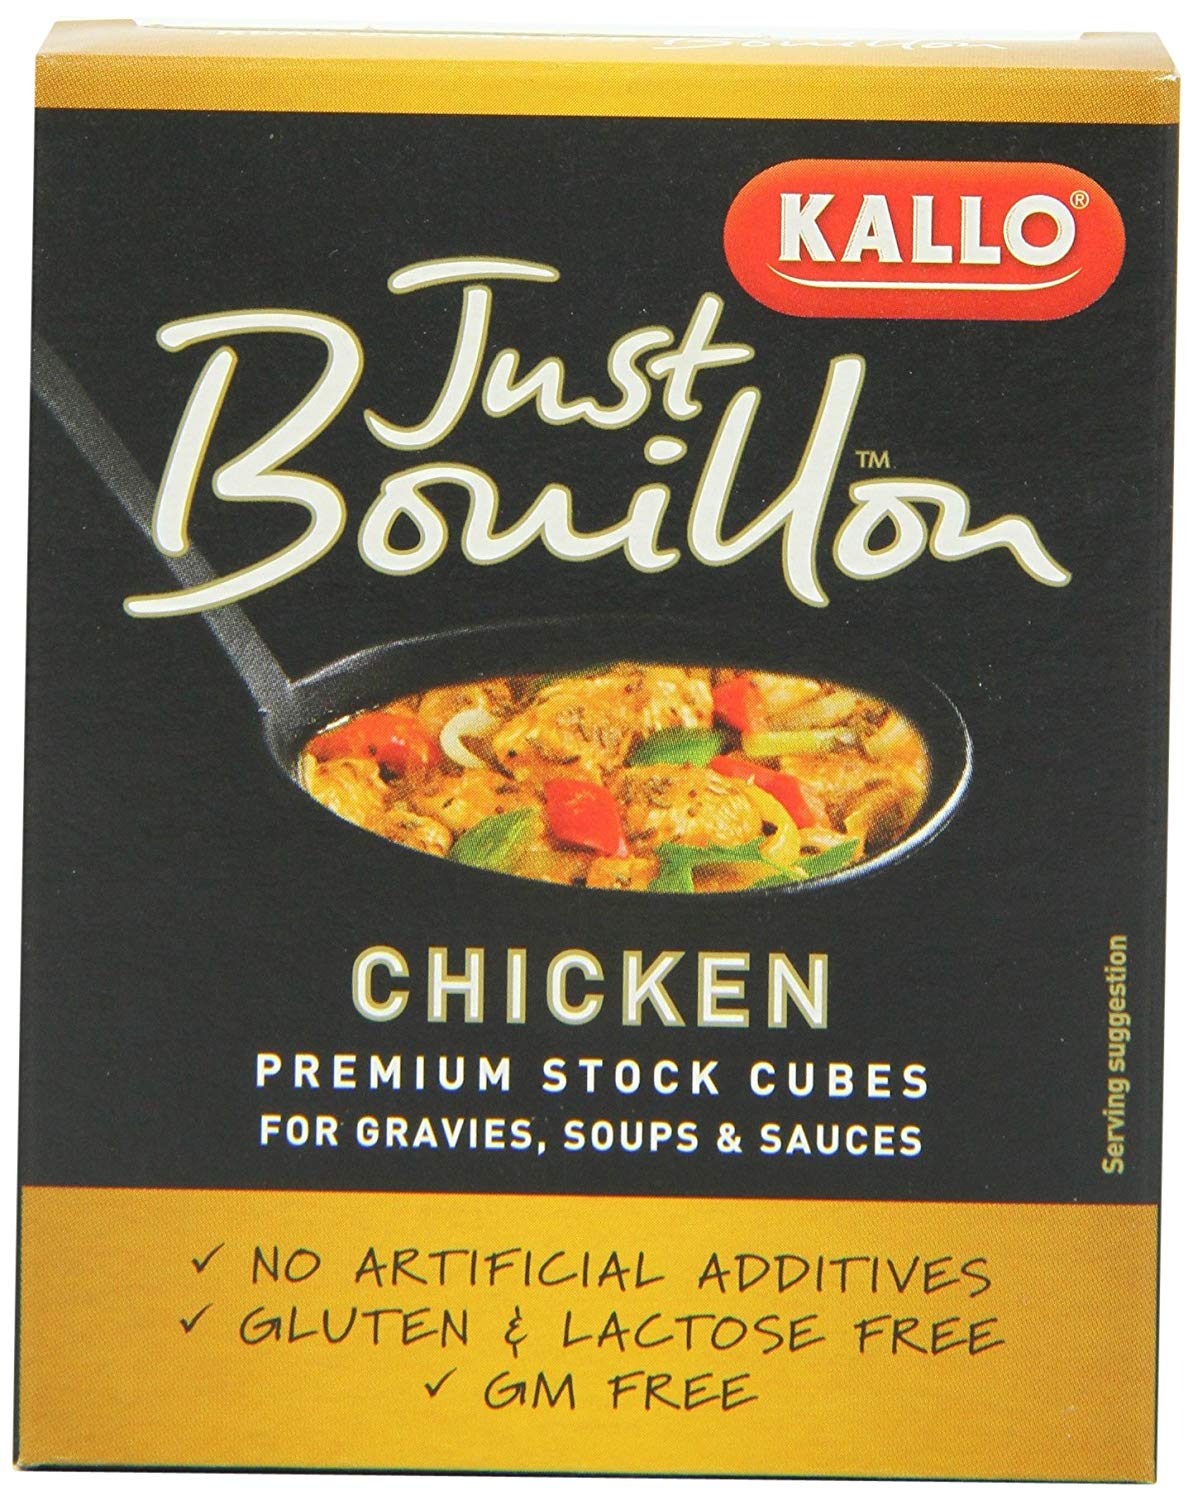 Bouillon
KALLO®
Just
Bouillon™
CHICKEN
PREMIUM STOCK CUBES
FOR GRAVIES, SOUPS & SAUCES
Serving suggestion
✓ NO ARTIFICIAL ADDITIVES
✓ GLUTEN & LACTOSE FREE
✓ GM FREE